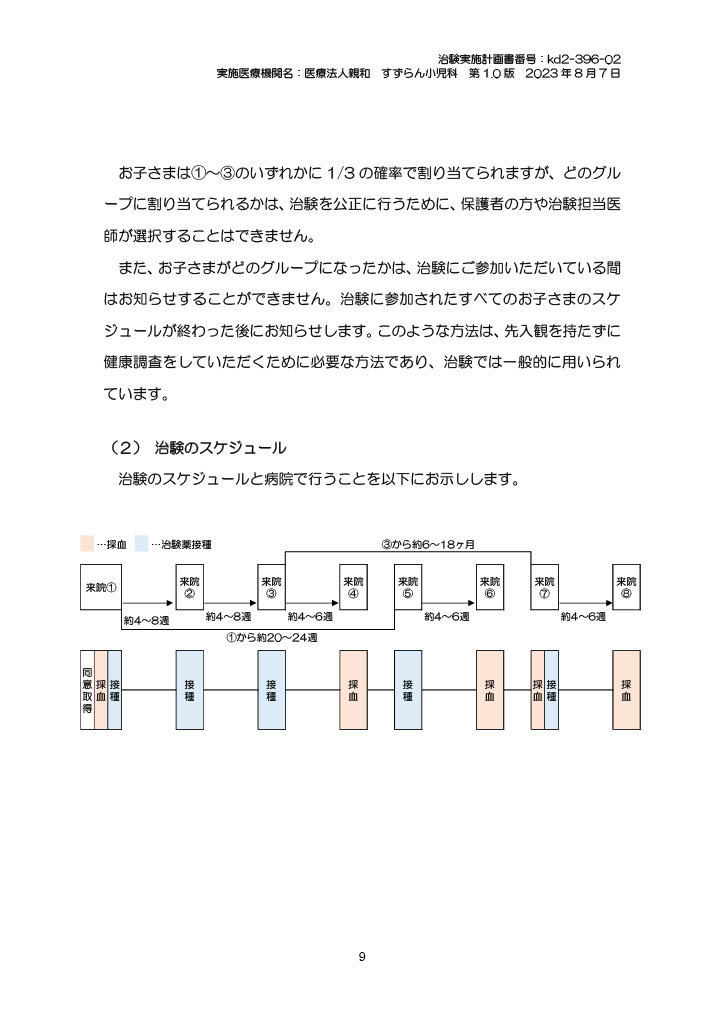 治験実施計画書番号：kd2-396-02
実施医療機関名：医療法人親和　すずらん小児科　第 1.0 版　2023 年 8 月 7 日
お子さまは①～③のいずれかに 1/3 の確率で割り当てられますが、どのグル
ープに割り当てられるかは、治験を公正に行うために、保護者の方や治験担当医
師が選択することはできません。
また、お子さまがどのグループになったかは、治験にご参加いただいている間
はお知らせすることができません。治験に参加されたすべてのお子さまのスケ
ジュールが終わった後にお知らせします。このような方法は、先入観を持たずに
健康調査をしていただくために必要な方法であり、治験では一般的に用いられ
ています。
（2）　治験のスケジュール
治験のスケジュールと病院で行うことを以下にお示しします。
…採血　…治験薬接種
③から約6～18ヶ月
来院①
来院②
来院③
来院④
来院⑤
来院⑥
来院⑦
来院⑧
約4～8週
約4～8週
約4～6週
約4～6週
約4～6週
①から約20～24週
同意取得
採血
接種
接種
接種
採血
接種
採血
採血
接種
採血
9